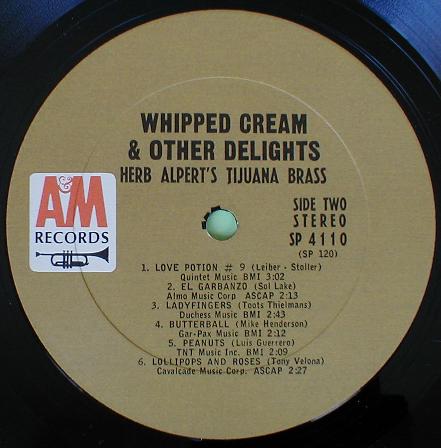 WHIPPED CREAM
& OTHER DELIGHTS
HERB ALPERT'S TIJUANA BRASS
A&M
RECORDS
SIDE TWO
STEREO
SP 4110
(SP 120)
1. LOVE POTION # 9 (Leiber - Stoller)
Quintet Music BMI 3:02
2. EL GARBANZO (Sol Lake)
Almo Music Corp ASCAP 2:13
3. LADYFINGERS (Toots Thielmans)
Duchess Music BMI 2:43
4. BUTTERBALL (Mike Henderson)
Gar-Pax Music BMI 2:12
5. PEANUTS (Luis Guerrero)
TNT Music Inc. BMI 2:09
6. LOLLIPOPS AND ROSES (Tony Velona)
Cavalcade Music Corp. ASCAP 2:27